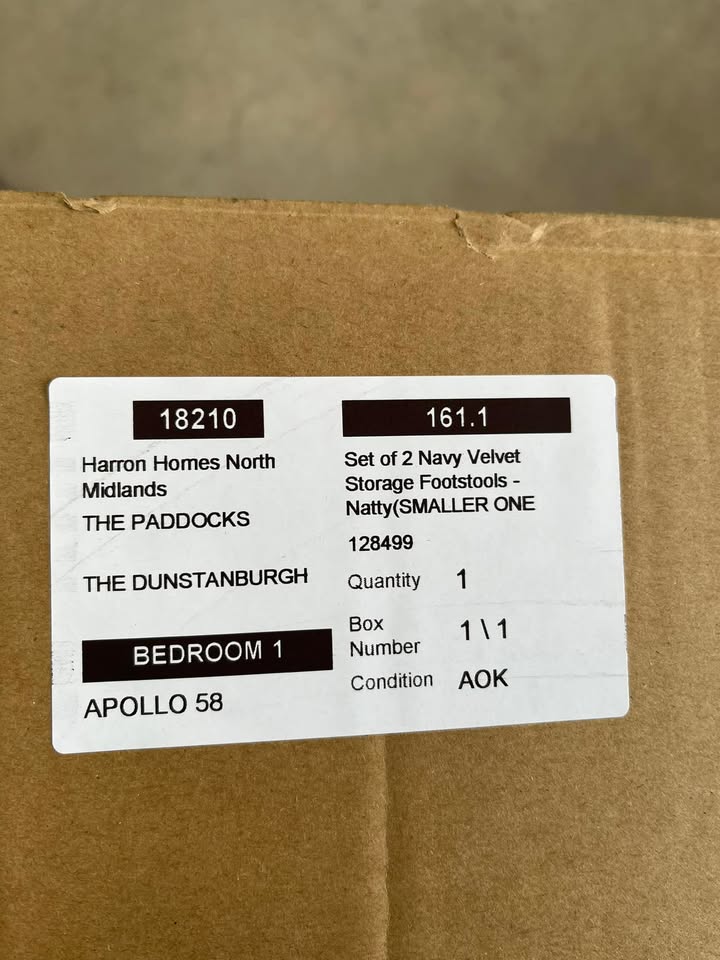 18210
Harron Homes North
Midlands
THE PADDOCKS
THE DUNSTANBURGH
BEDROOM 1
APOLLO 58
161.1
Set of 2 Navy Velvet
Storage Footstools -
Natty(SMALLER ONE
128499
Quantity 1
Box
Number 1 \ 1
Condition AOK